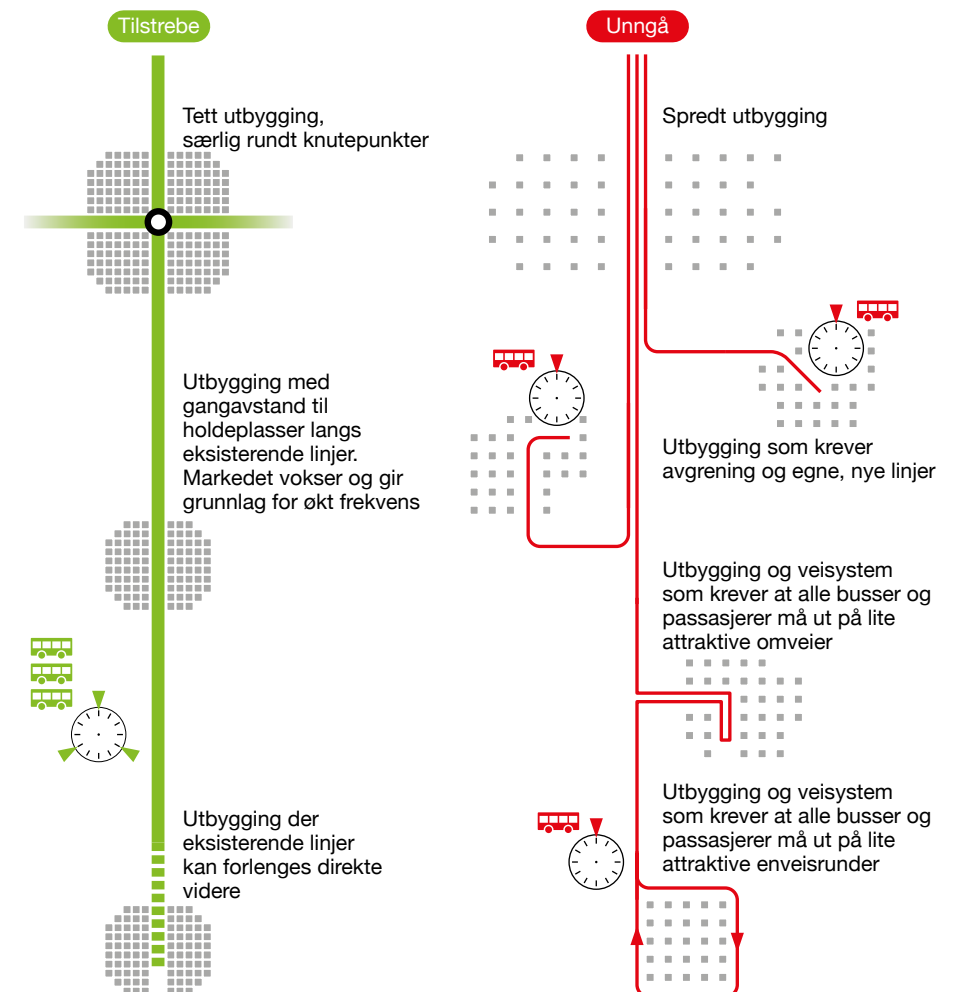 Tilstrebe
Tett utbygging,
særlig rundt knutepunkter
Utbygging med
gangavstand til
holdeplasser langs
eksisterende linjer.
Markedet vokser og gir
grunnlag for økt frekvens
Utbygging der
eksisterende linjer
kan forlenges direkte
videre
Unngå
Spredt utbygging
Utbygging som krever
avgrening og egne, nye linjer
Utbygging og veisystem
som krever at alle busser og
passasjerer må ut på lite
attraktive omveier
Utbygging og veisystem
som krever at alle busser og
passasjerer må ut på lite
attraktive enveisrunder